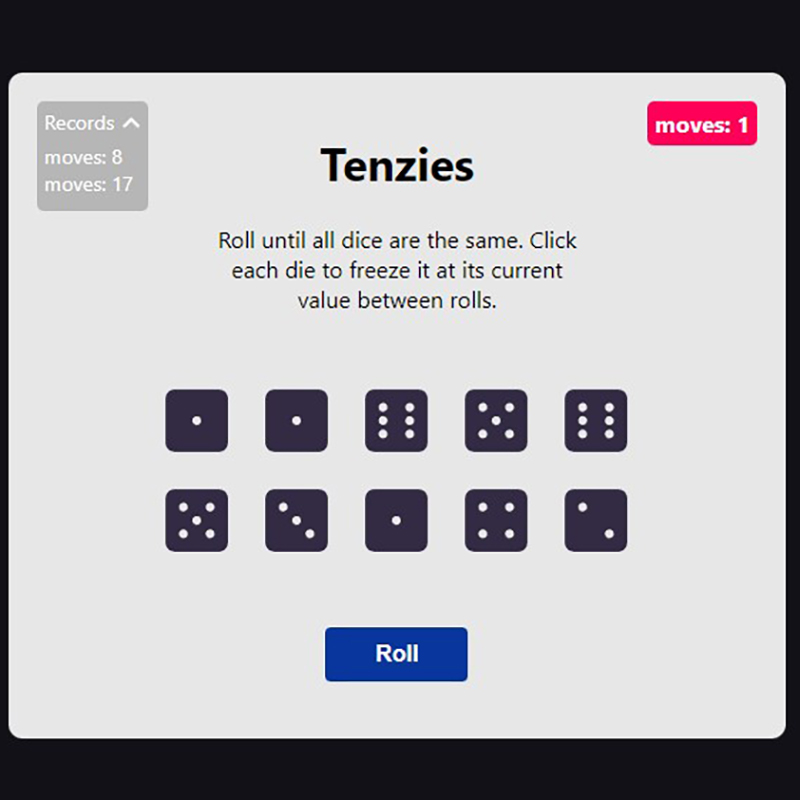 Records
moves: 8
moves: 17
moves: 1
Tenzies
Roll until all dice are the same. Click
each die to freeze it at its current
value between rolls.
Roll